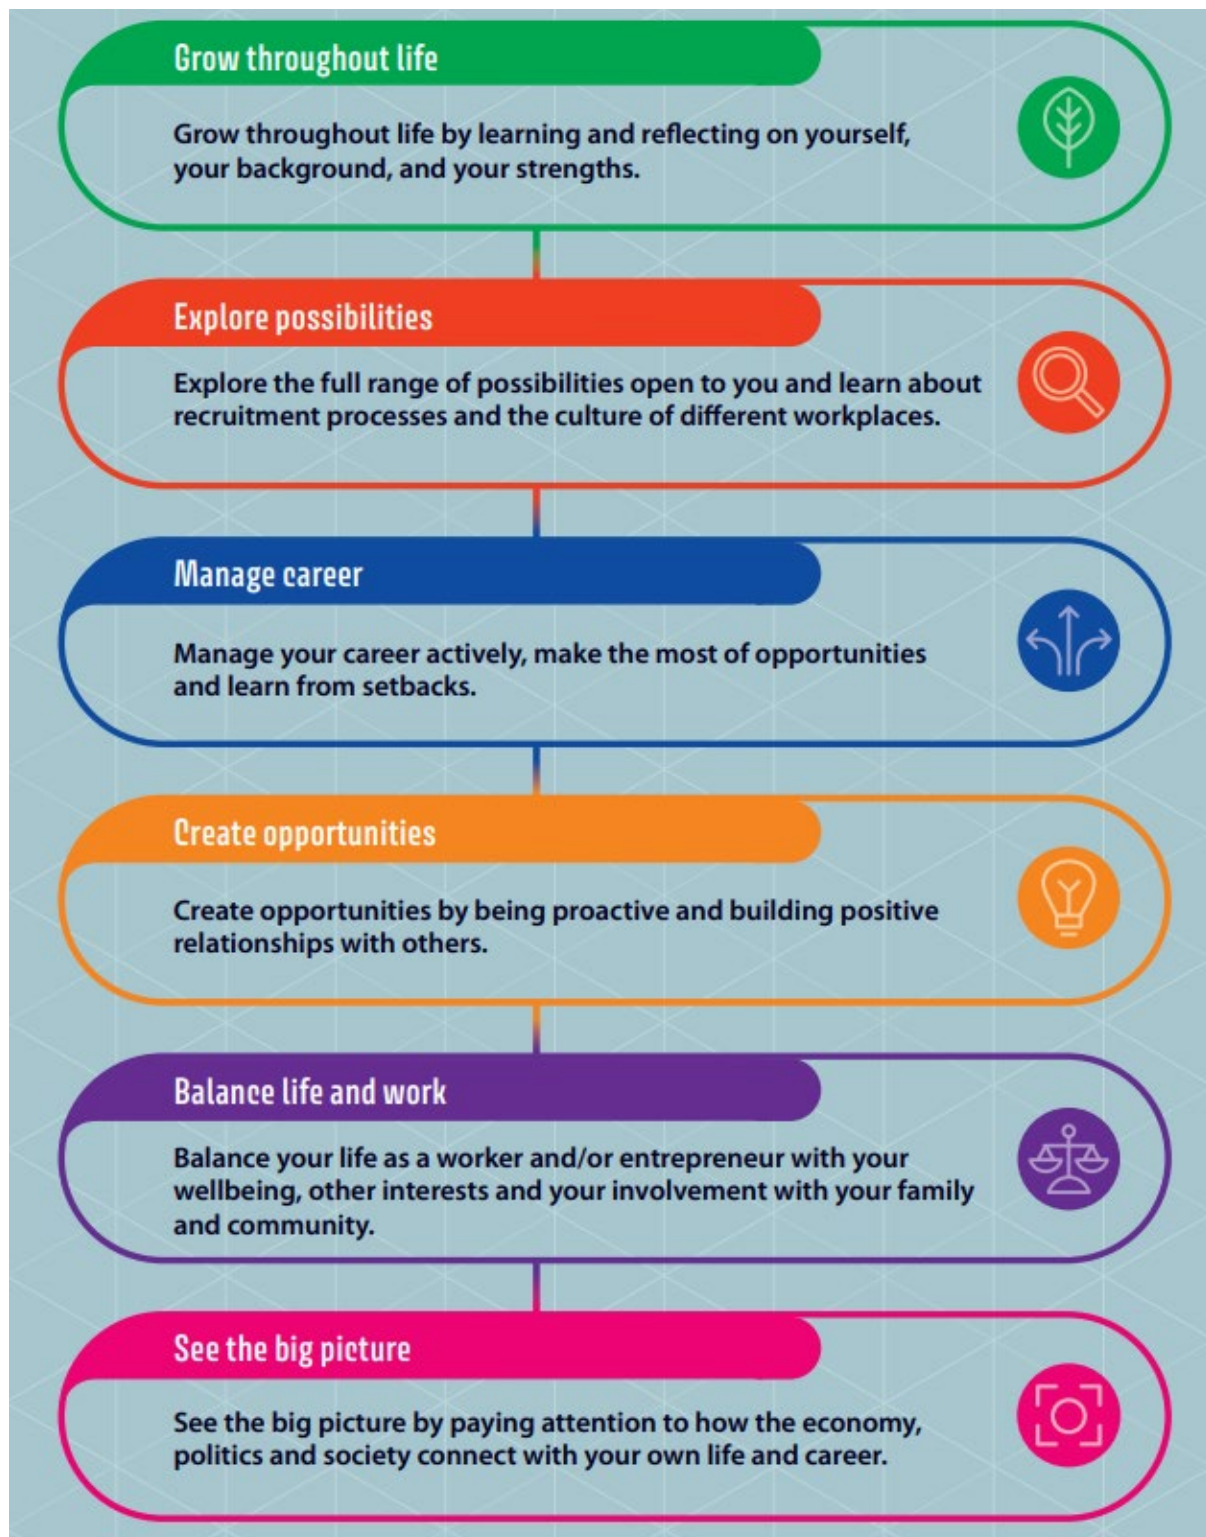 Grow throughout life
Grow throughout life by learning and reflecting on yourself,
your background, and your strengths.
Explore possibilities
Explore the full range of possibilities open to you and learn about
recruitment processes and the culture of different workplaces.
Manage career
Manage your career actively, make the most of opportunities
and learn from setbacks.
Create opportunities
Create opportunities by being proactive and building positive
relationships with others.
Balance life and work
Balance your life as a worker and/or entrepreneur with your
wellbeing, other interests and your involvement with your family
and community.
See the big picture
See the big picture by paying attention to how the economy,
politics and society connect with your own life and career.